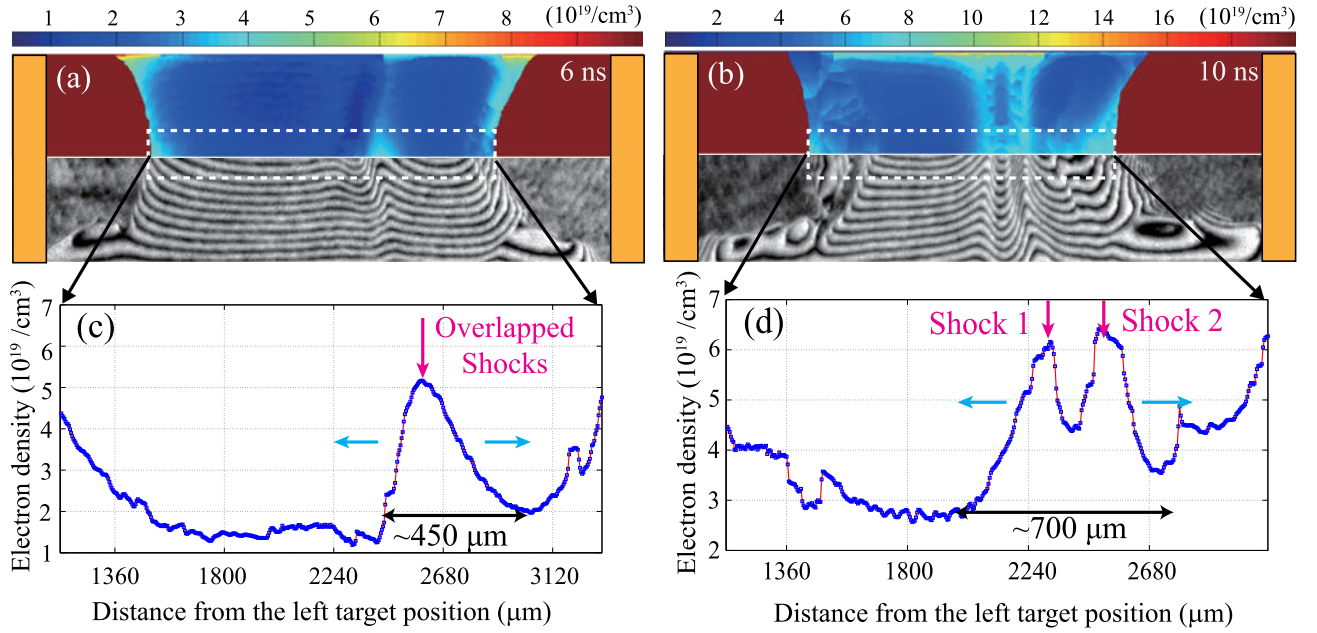 1 2 3 4 5 6 7 8 (10¹⁹/cm³)
(a) 6 ns
2 4 6 8 10 12 14 16 (10¹⁹/cm³)
(b) 10 ns
(c)
Overlapped
Shocks
~450 μm
7
6
5
4
3
2
1
Electron density (10¹⁹ /cm³)
1360 1800 2240 2680 3120
Distance from the left target position (μm)
(d)
Shock 1 Shock 2
~700 μm
7
6
5
4
3
2
Electron density (10¹⁹ /cm³)
1360 1800 2240 2680
Distance from the left target position (μm)